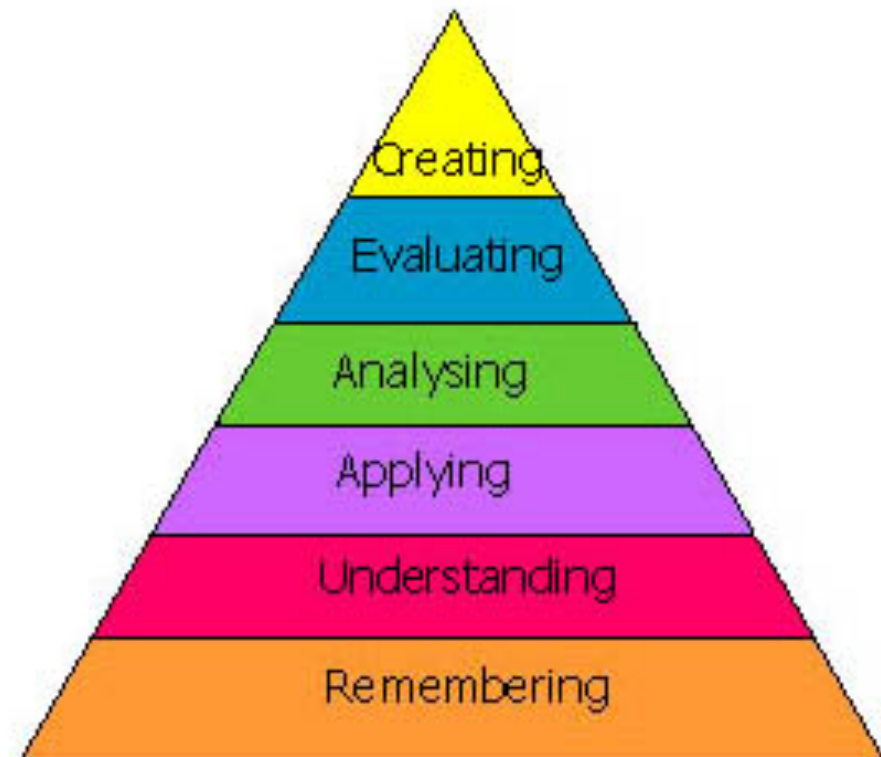 Creating
Evaluating
Analysing
Applying
Understanding
Remembering